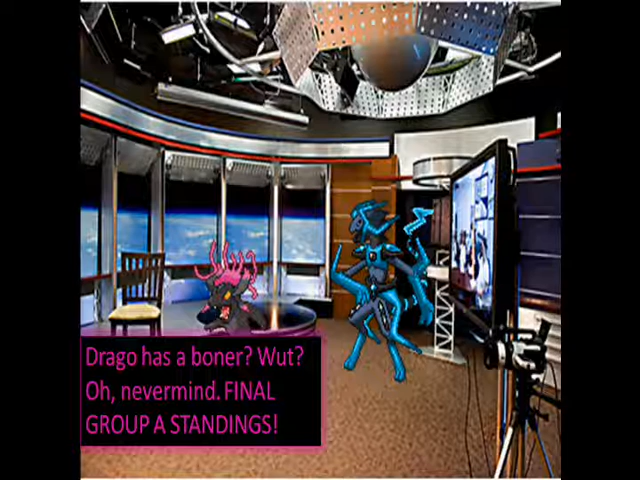 Drago has a boner? Wut?
Oh, nevermind. FINAL
GROUP A STANDINGS!